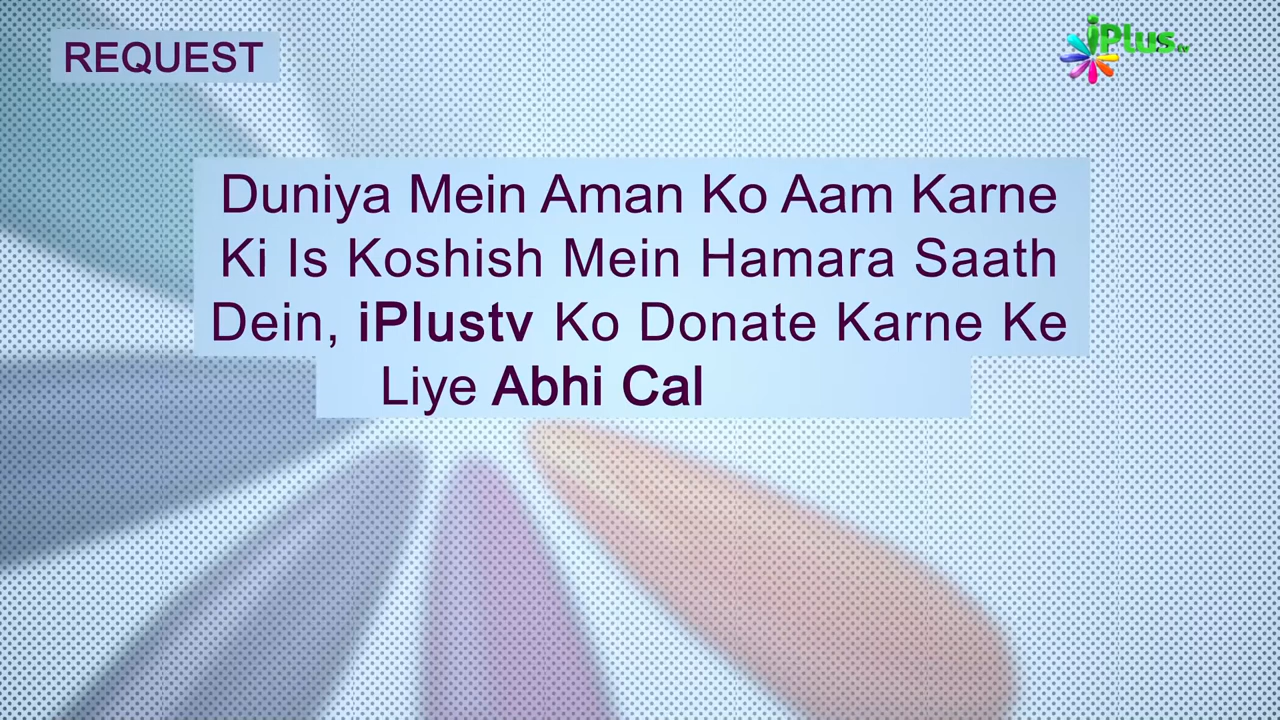 REQUEST
iPlus tv
Duniya Mein Aman Ko Aam Karne
Ki Is Koshish Mein Hamara Saath
Dein, iPlustv Ko Donate Karne Ke
Liye Abhi Cal